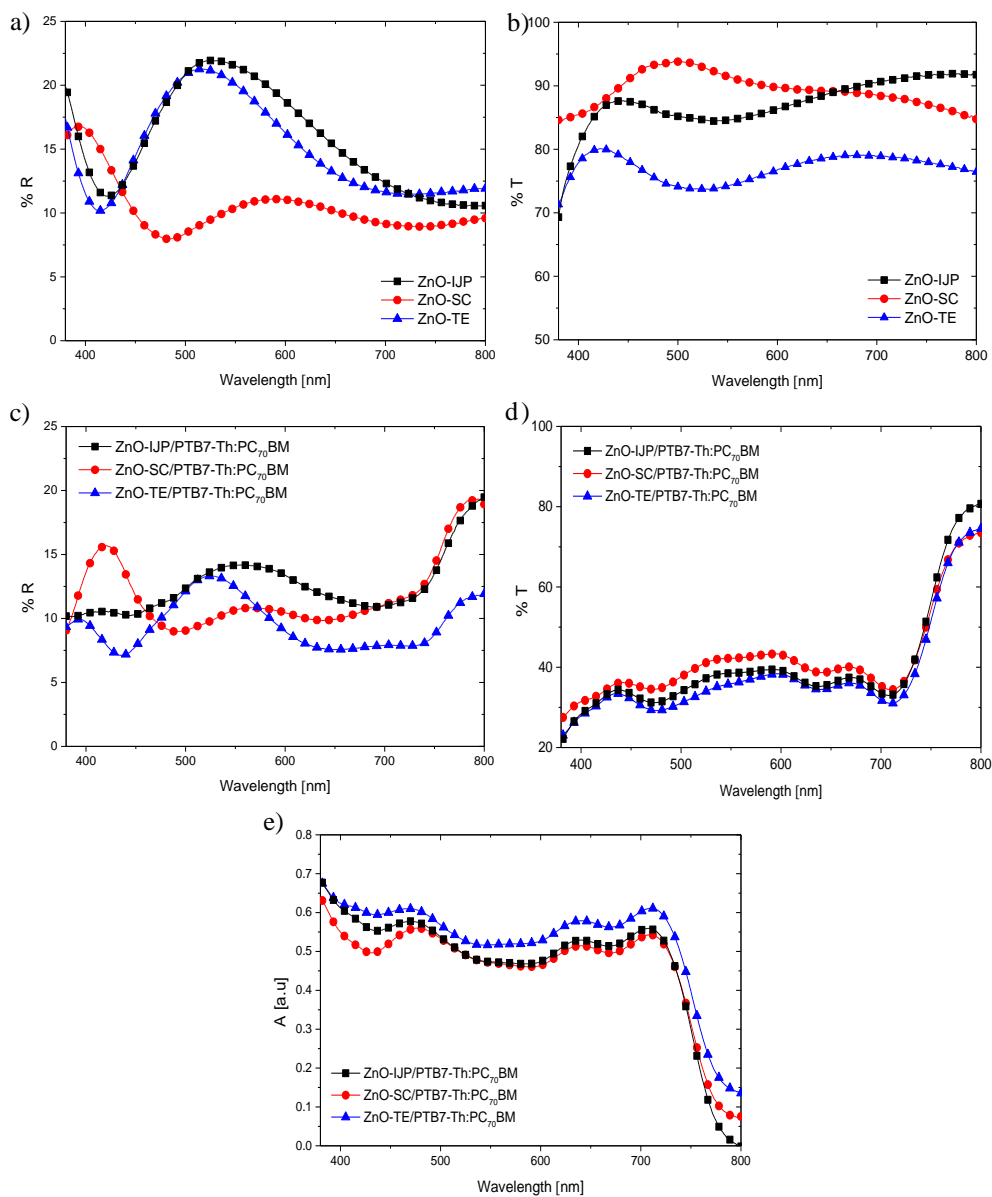 a)
25
20
15
10
5
0
% R
400
500
600
700
800
Wavelength [nm]
ZnO-IJP
ZnO-SC
ZnO-TE
b)
100
90
80
70
60
50
% T
400
500
600
700
800
Wavelength [nm]
ZnO-IJP
ZnO-SC
ZnO-TE
c)
25
20
15
10
5
0
% R
400
500
600
700
800
Wavelength [nm]
ZnO-IJP/PTB7-Th:PC70BM
ZnO-SC/PTB7-Th:PC70BM
ZnO-TE/PTB7-Th:PC70BM
d)
100
80
60
40
20
% T
400
500
600
700
800
Wavelength [nm]
ZnO-IJP/PTB7-Th:PC70BM
ZnO-SC/PTB7-Th:PC70BM
ZnO-TE/PTB7-Th:PC70BM
e)
0.8
0.7
0.6
0.5
0.4
0.3
0.2
0.1
0.0
A [a.u]
400
500
600
700
800
Wavelength [nm]
ZnO-IJP/PTB7-Th:PC70BM
ZnO-SC/PTB7-Th:PC70BM
ZnO-TE/PTB7-Th:PC70BM